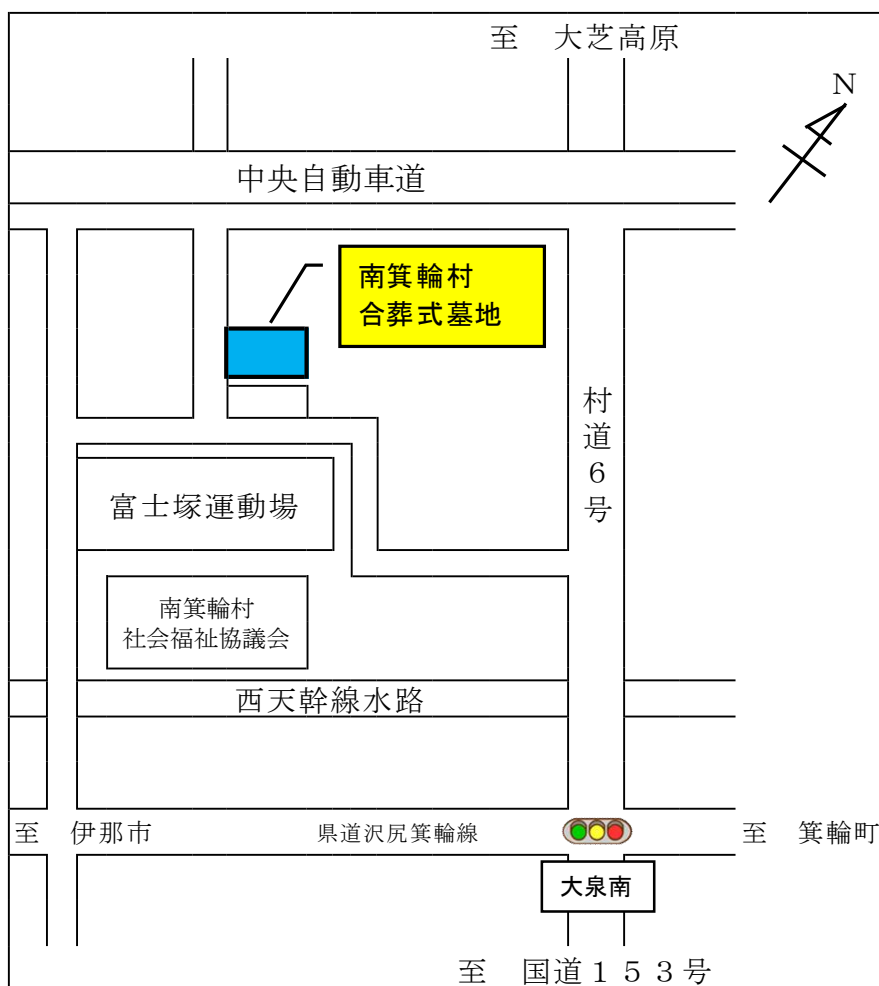 至　大芝高原
N
中央自動車道
南箕輪村
合葬式墓地
村道６号
富士塚運動場
南箕輪村
社会福祉協議会
西天幹線水路
至　伊那市
県道沢尻箕輪線
至　箕輪町
大泉南
至　国道１５３号